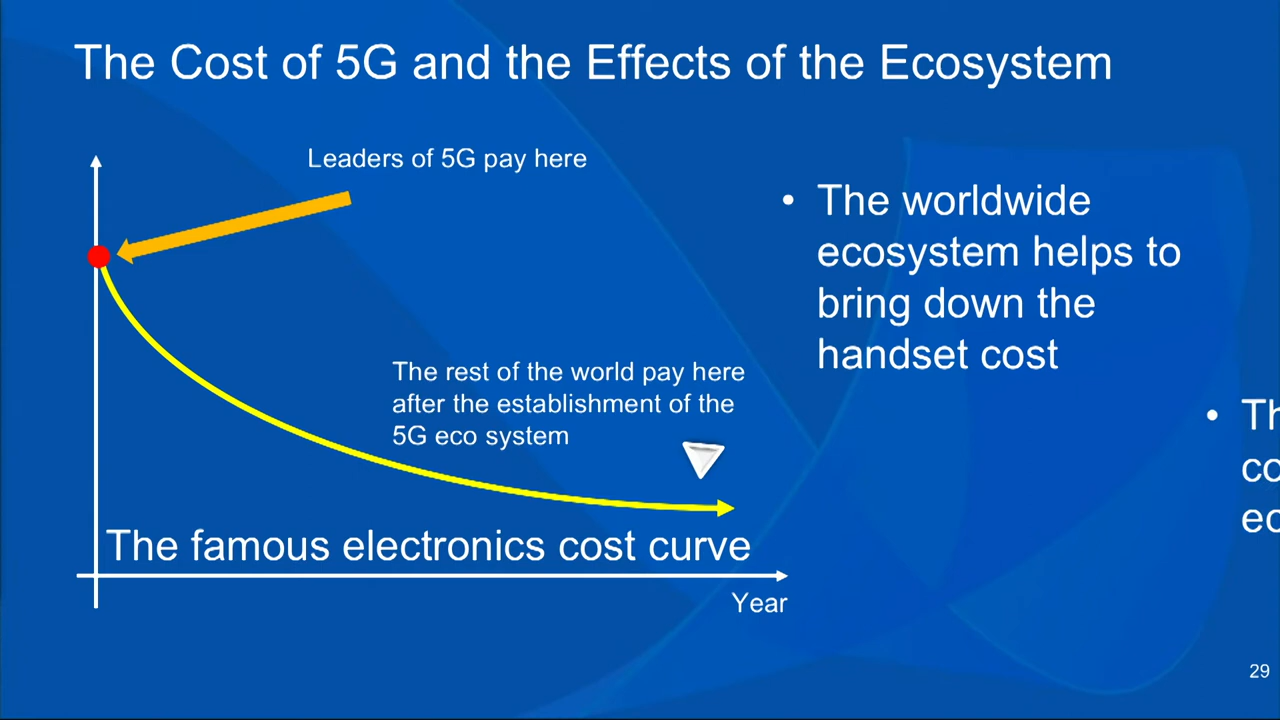 The Cost of 5G and the Effects of the Ecosystem
Leaders of 5G pay here
The rest of the world pay here
after the establishment of the
5G eco system
The famous electronics cost curve
Year
• The worldwide
ecosystem helps to
bring down the
handset cost
29